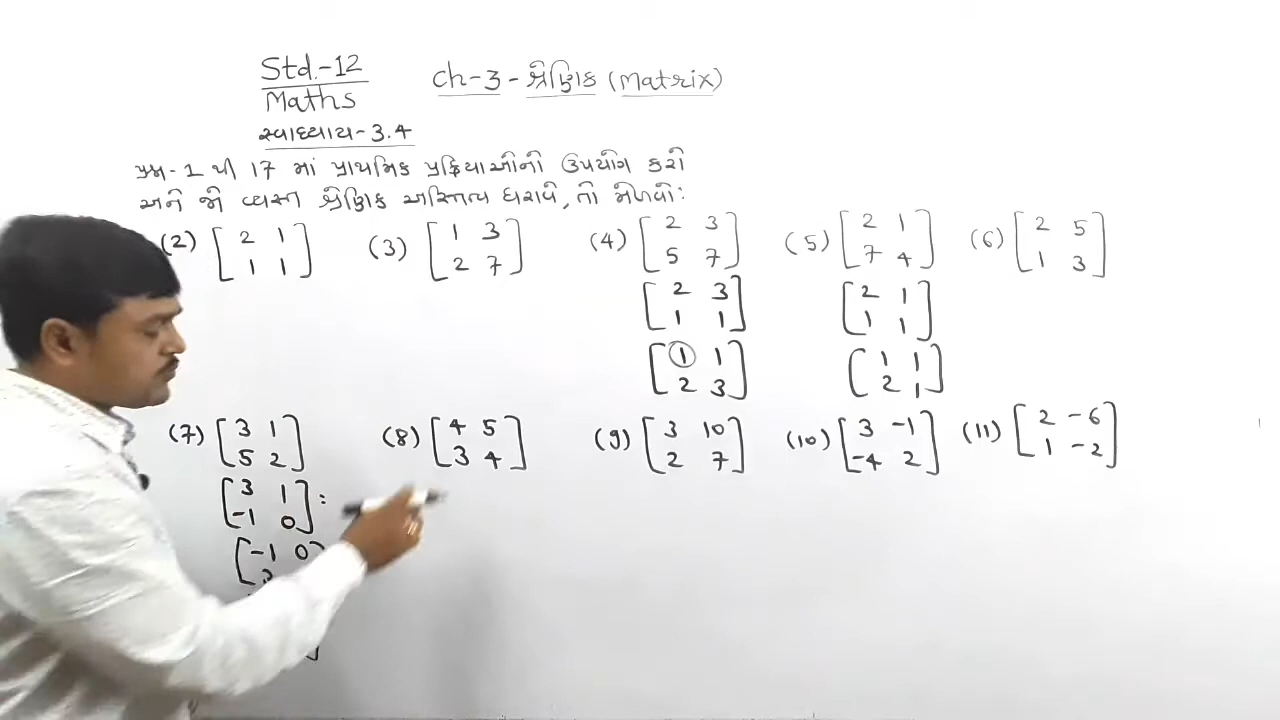 Std.-12
Maths
Ch-3 - શ્રેણિક (Matrix)
સ્વાધ્યાય - 3.4
પ્રશ્ન - 1 થી 17 માં પ્રાથમિક પ્રક્રિયાઓનો ઉપયોગ કરો
અને જો વ્યસ્ત શ્રેણિક અસ્તિત્વ ધરાવે, તો મેળવો :
(2) [2 1
1 1]
(3) [1 3
2 7]
(4) [2 3
5 7]
[2 3
1 1]
[1 1
2 3]
(5) [2 1
7 4]
[2 1
1 1]
[1 1
2 1]
(6) [2 5
1 3]
(7) [3 1
5 2]
[3 1
-1 0] :
[-1 0
(8) [4 5
3 4]
(9) [3 10
2 7]
(10) [3 -1
-4 2]
(11) [2 -6
1 -2]